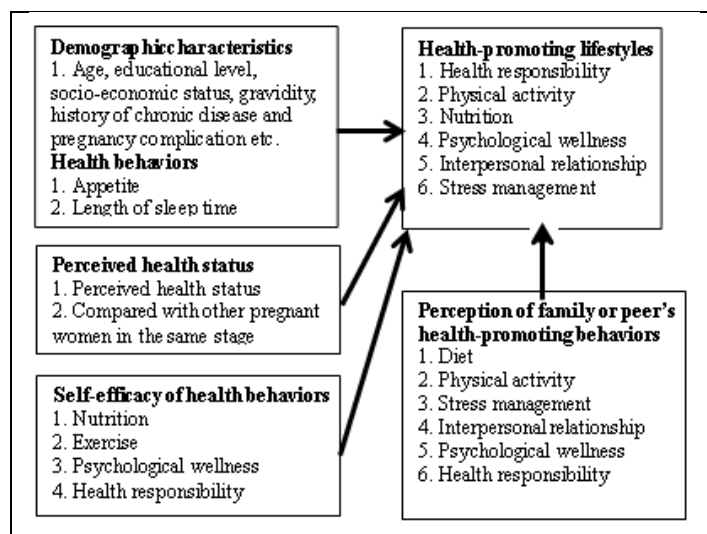 Demographicc haracteristics
1. Age, educational level,
socio-economic status, gravidity,
history of chronic disease and
pregnancy complication etc.
Health behaviors
1. Appetite
2. Length of sleep time
Perceived health status
1. Perceived health status
2. Compared with other pregnant
women in the same stage
Self-efficacy of health behaviors
1. Nutrition
2. Exercise
3. Psychological wellness
4. Health responsibility
Health-promoting lifestyles
1. Health responsibility
2. Physical activity
3. Nutrition
4. Psychological wellness
5. Interpersonal relationship
6. Stress management
Perception of family or peer's
health-promoting behaviors
1. Diet
2. Physical activity
3. Stress management
4. Interpersonal relationship
5. Psychological wellness
6. Health responsibility